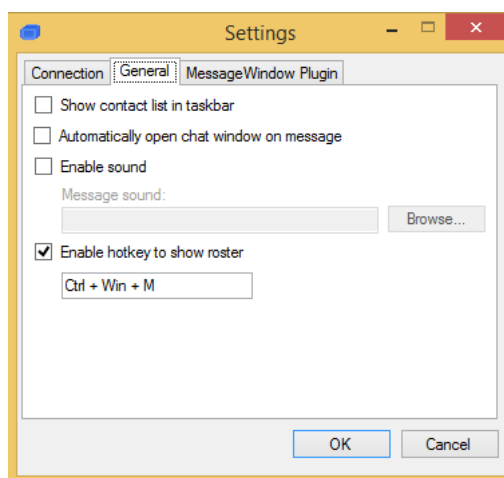 Settings
Connection General MessageWindow Plugin
Show contact list in taskbar
Automatically open chat window on message
Enable sound
Message sound:
Browse...
Enable hotkey to show roster
Ctrl + Win + M
OK Cancel